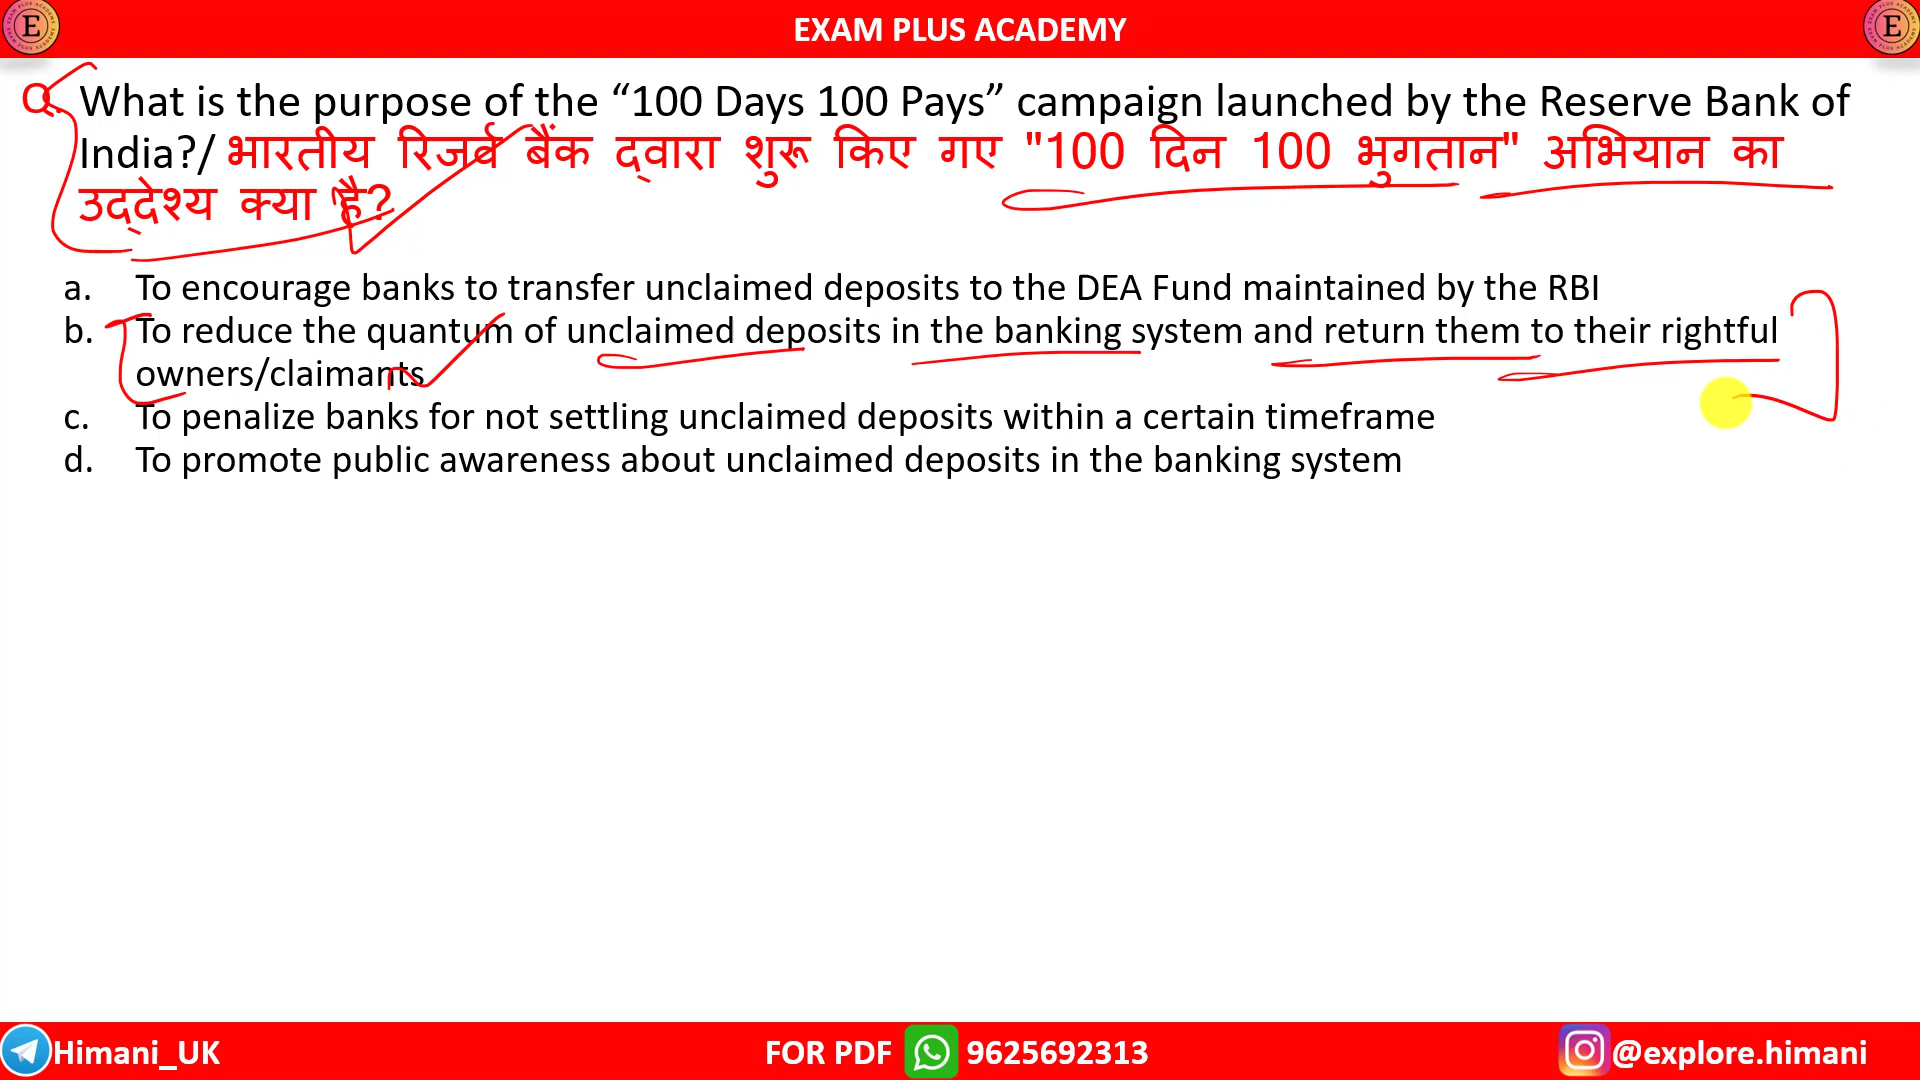 EXAM PLUS ACADEMY
E
E
Q. What is the purpose of the “100 Days 100 Pays” campaign launched by the Reserve Bank of
India?/ भारतीय रिजर्व बैंक द्वारा शुरू किए गए "100 दिन 100 भुगतान" अभियान का
उद्देश्य क्या है?
a. To encourage banks to transfer unclaimed deposits to the DEA Fund maintained by the RBI
b. To reduce the quantum of unclaimed deposits in the banking system and return them to their rightful
owners/claimants
c. To penalize banks for not settling unclaimed deposits within a certain timeframe
d. To promote public awareness about unclaimed deposits in the banking system
Himani_UK
FOR PDF 9625692313
@explore.himani